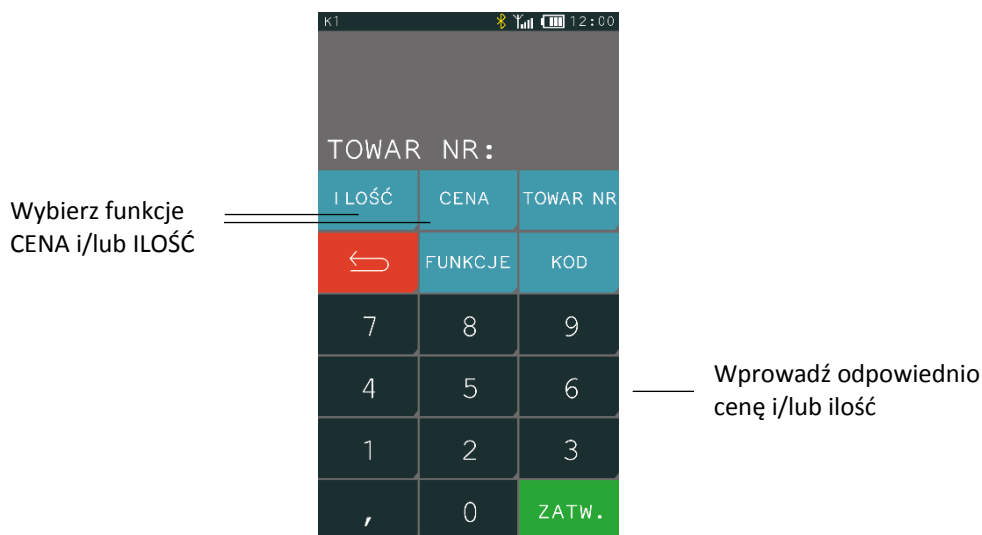 K1 12:00
TOWAR NR:
Wybierz funkcje
CENA i/lub ILOŚĆ
ILOŚĆ CENA TOWAR NR
FUNKCJE KOD
7 8 9
4 5 6
Wprowadź odpowiednio
cenę i/lub ilość
1 2 3
, 0 ZATW.